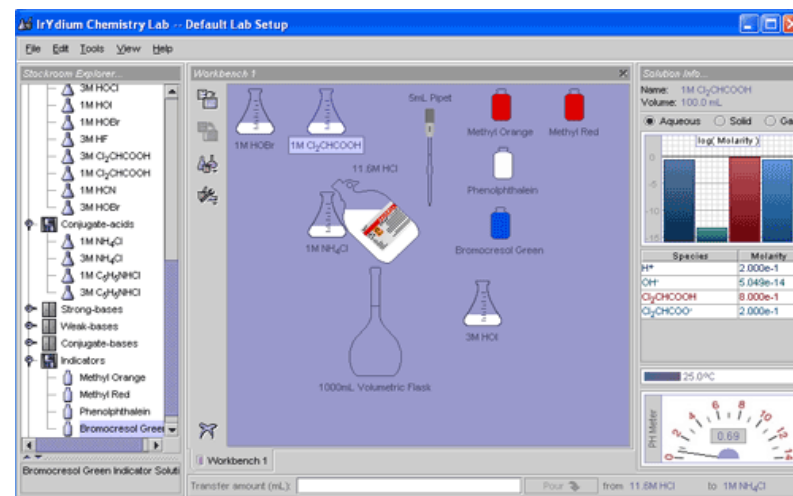 IrYdium Chemistry Lab -- Default Lab Setup
File Edit Tools View Help
Stockroom Explorer...
3M HOCl
1M HOI
1M HOBr
3M HF
3M Cl₂CHCOOH
1M Cl₂CHCOOH
1M HCN
3M HOBr
Conjugate-acids
1M NH₄Cl
3M NH₄Cl
1M C₅H₅NHCl
3M C₅H₅NHCl
Strong-bases
Weak-bases
Conjugate-bases
Indicators
Methyl Orange
Methyl Red
Phenolphthalein
Bromocresol Green
Bromocresol Green Indicator Soluti
Workbench 1
1M HOBr
1M Cl₂CHCOOH
5mL Pipet
Methyl Orange
Methyl Red
11.6M HCl
Phenolphthalein
1M NH₄Cl
Bromocresol Green
3M HOI
1000mL Volumetric Flask
Workbench 1
Transfer amount (mL): Pour from 11.6M HCl to 1M NH₄Cl
Solution Info...
Name: 1M Cl₂CHCOOH
Volume: 100.0 mL
Aqueous Solid Ga
log( Molarity )
0
-5
-10
-15
Species Molarity
H⁺ 2.000e-1
OH⁻ 5.049e-14
Cl₂CHCOOH 8.000e-1
Cl₂CHCOO⁻ 2.000e-1
25.0ºC
PH Meter
0 2 4 6 8 10 12 14
0.69